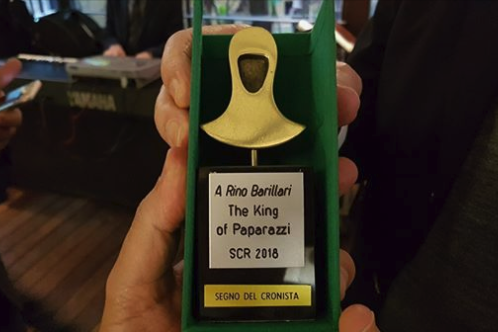 YAMAHA
A Rino Barillari
The King
of Paparazzi
SCR 2018
SEGNO DEL CRONISTA